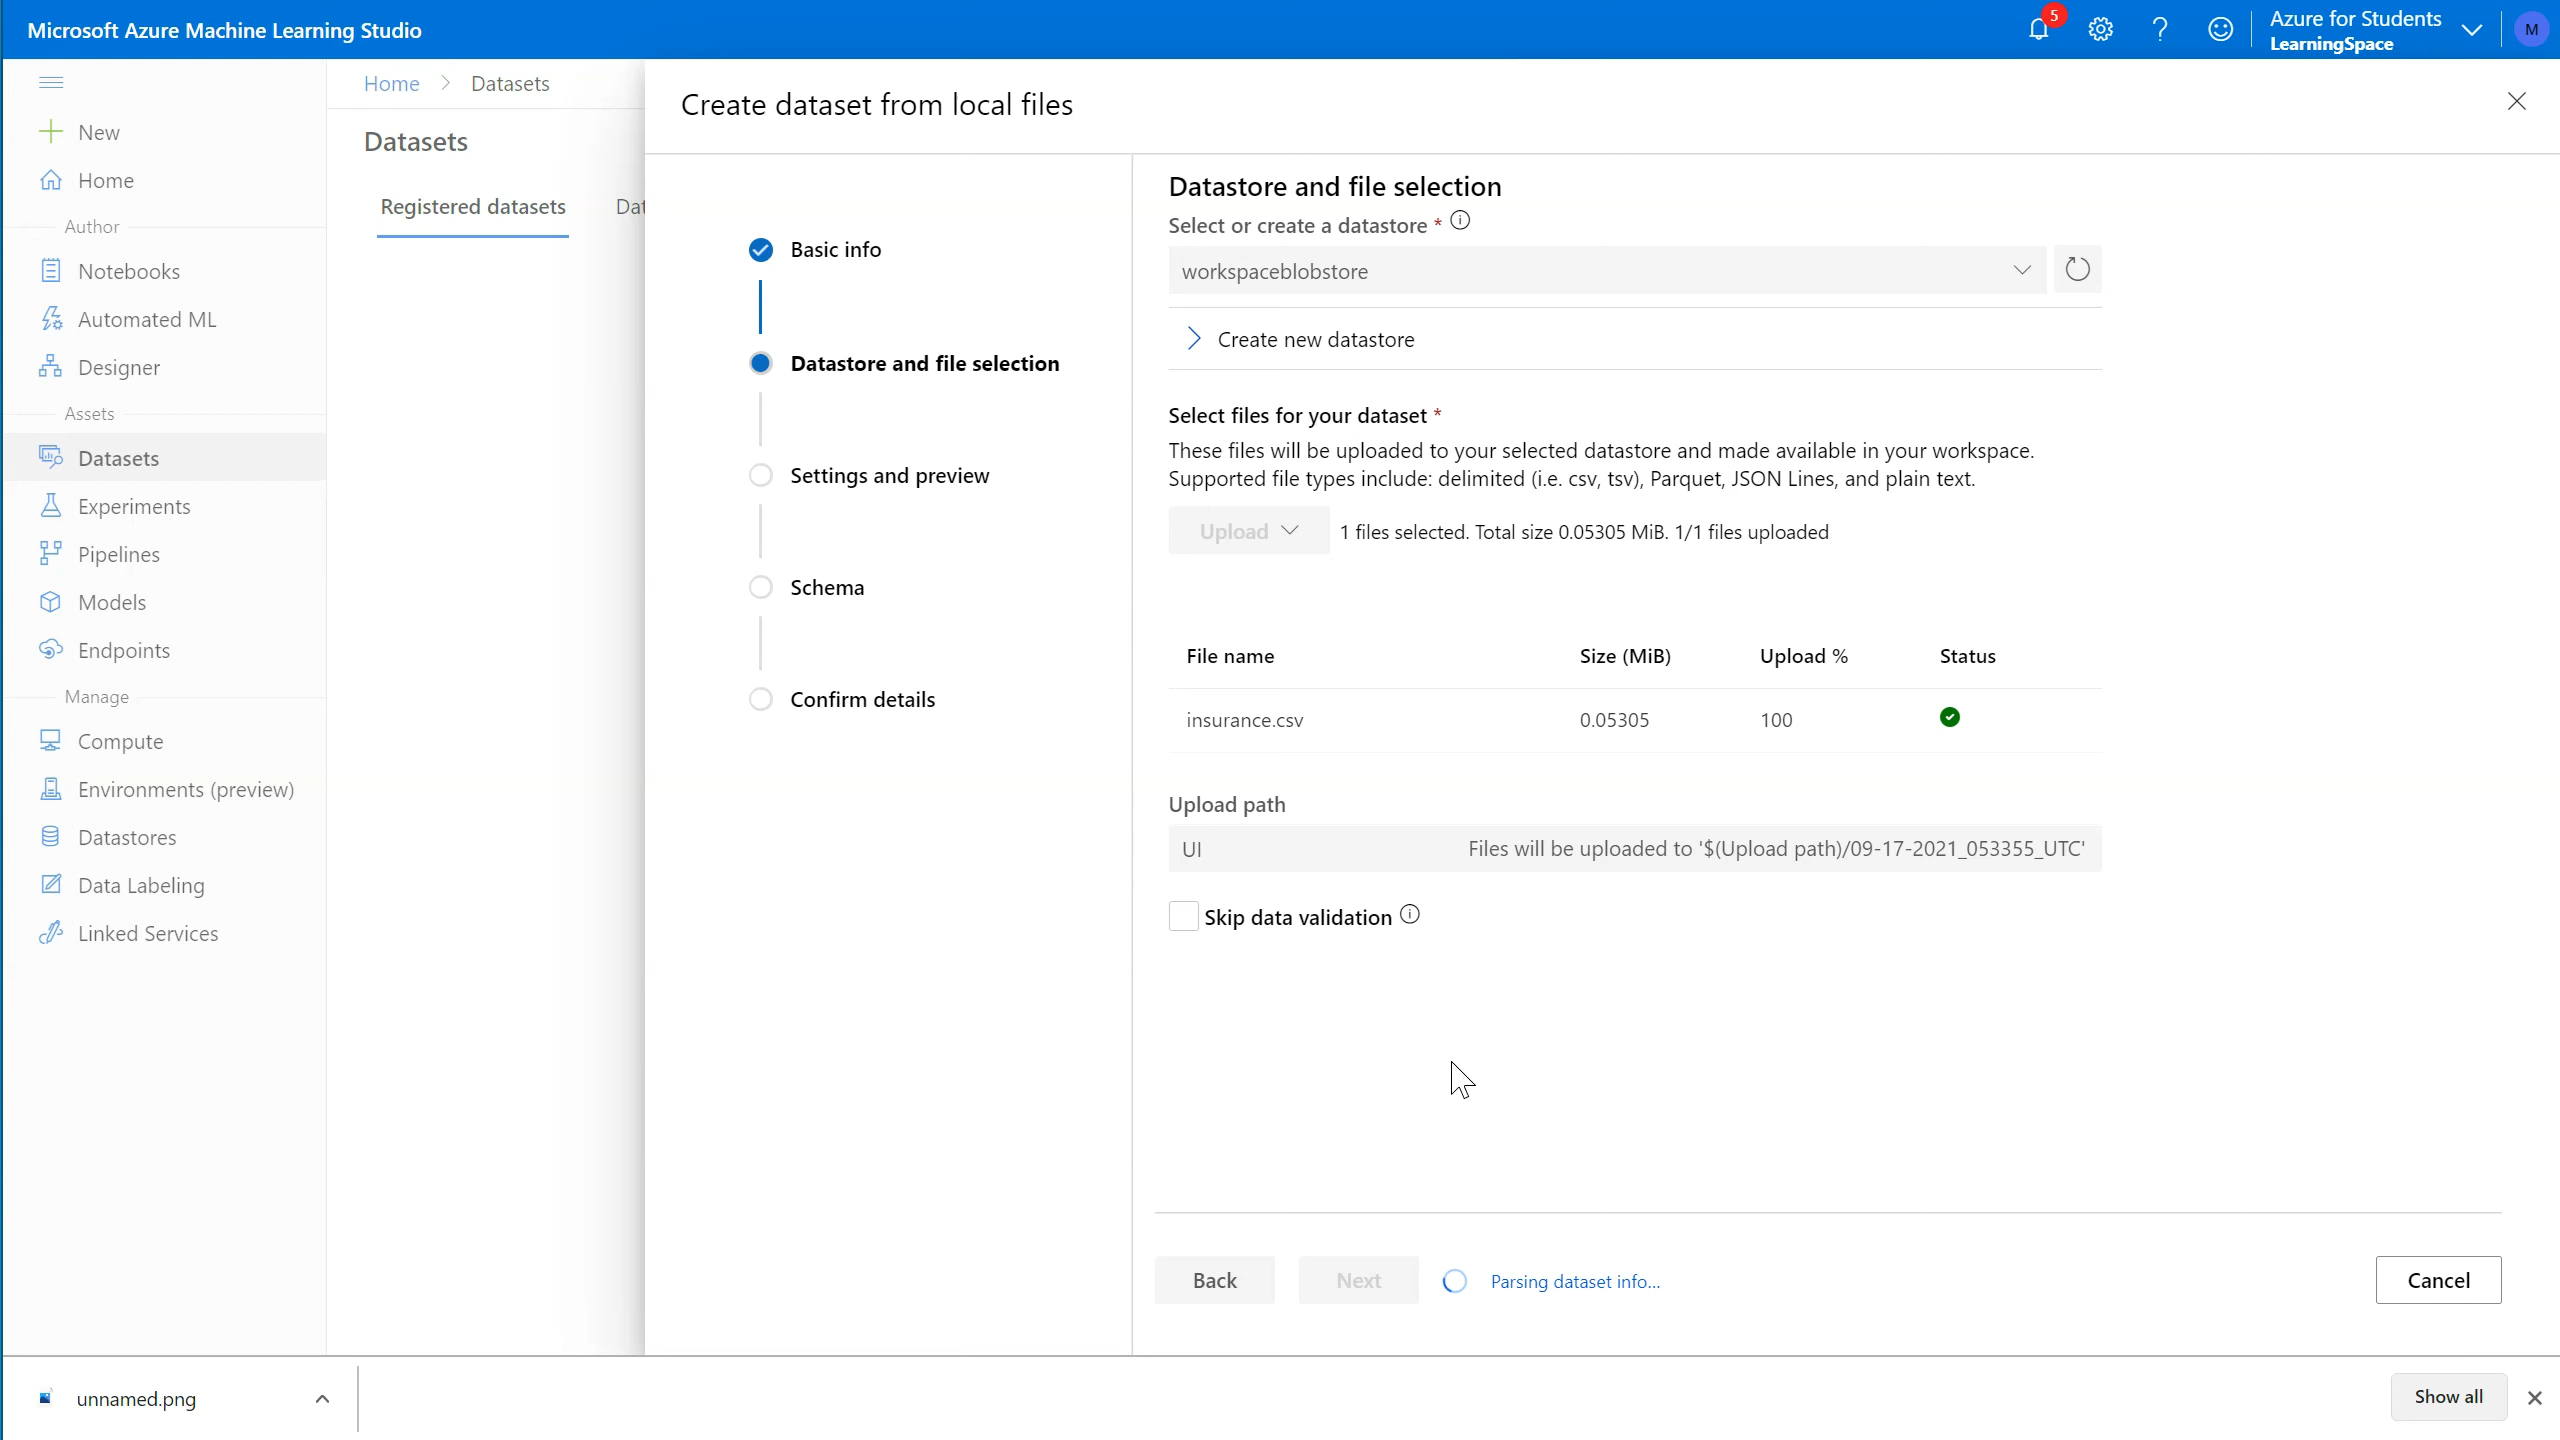 Microsoft Azure Machine Learning Studio
5
Azure for Students
LearningSpace
M
New
Home
Author
Notebooks
Automated ML
Designer
Assets
Datasets
Experiments
Pipelines
Models
Endpoints
Manage
Compute
Environments (preview)
Datastores
Data Labeling
Linked Services
Home > Datasets
Datasets
Registered datasets
Create dataset from local files
Basic info
Datastore and file selection
Settings and preview
Schema
Confirm details
Datastore and file selection
Select or create a datastore *
workspaceblobstore
Create new datastore
Select files for your dataset *
These files will be uploaded to your selected datastore and made available in your workspace.
Supported file types include: delimited (i.e. csv, tsv), Parquet, JSON Lines, and plain text.
Upload 1 files selected. Total size 0.05305 MiB. 1/1 files uploaded
File name Size (MiB) Upload % Status
insurance.csv 0.05305 100
Upload path
UI Files will be uploaded to '$(Upload path)/09-17-2021_053355_UTC'
Skip data validation
Back Next Parsing dataset info... Cancel
unnamed.png
Show all